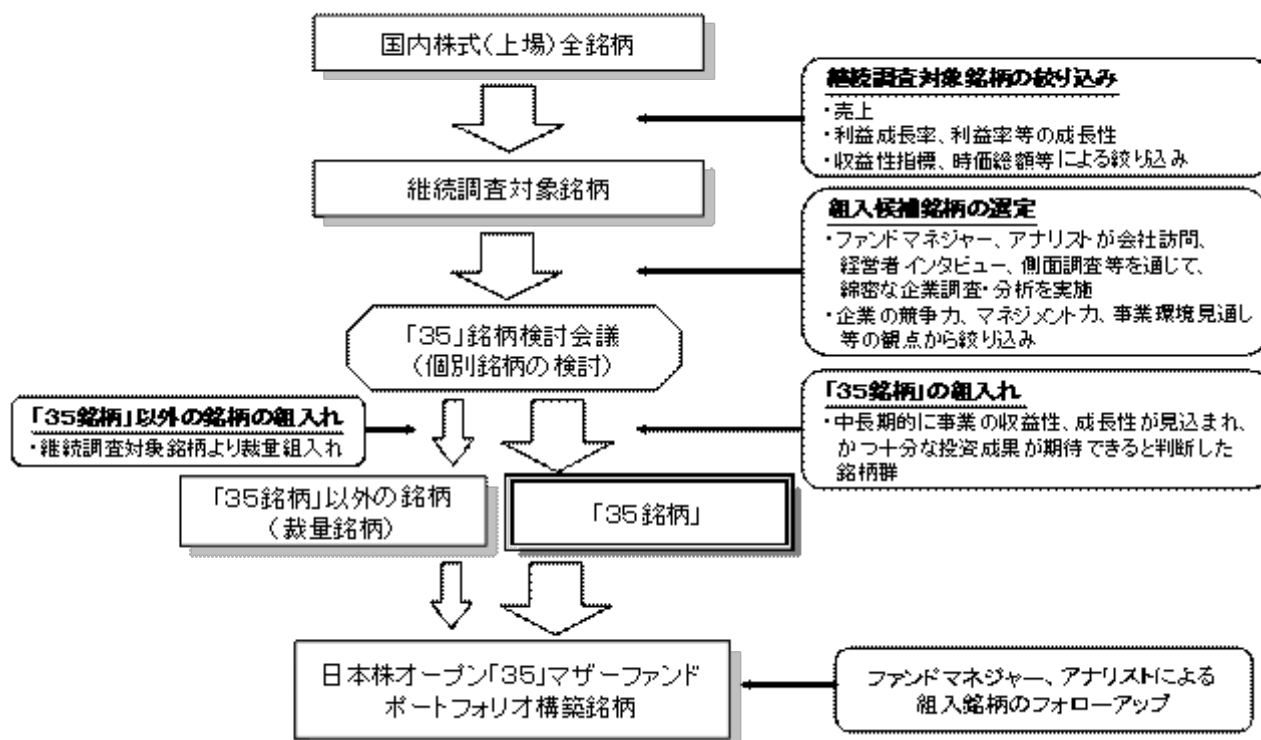 国内株式(上場)全銘柄
継続調査対象銘柄の絞り込み
・売上
・利益成長率、利益率等の成長性
・収益性指標、時価総額等による絞り込み
継続調査対象銘柄
組入候補銘柄の選定
・ファンドマネジャー、アナリストが会社訪問、
経営者インタビュー、側面調査等を通じて、
綿密な企業調査・分析を実施
・企業の競争力、マネジメント力、事業環境見通し
等の観点から絞り込み
「35」銘柄検討会議
(個別銘柄の検討)
「35銘柄」以外の銘柄の組入れ
・継続調査対象銘柄より裁量組入れ
「35銘柄」の組入れ
・中長期的に事業の収益性、成長性が見込まれ、
かつ十分な投資成果が期待できると判断した
銘柄群
「35銘柄」以外の銘柄
(裁量銘柄)
「35銘柄」
日本株オープン「35」マザーファンド
ポートフォリオ構築銘柄
ファンドマネジャー、アナリストによる
組入銘柄のフォローアップ